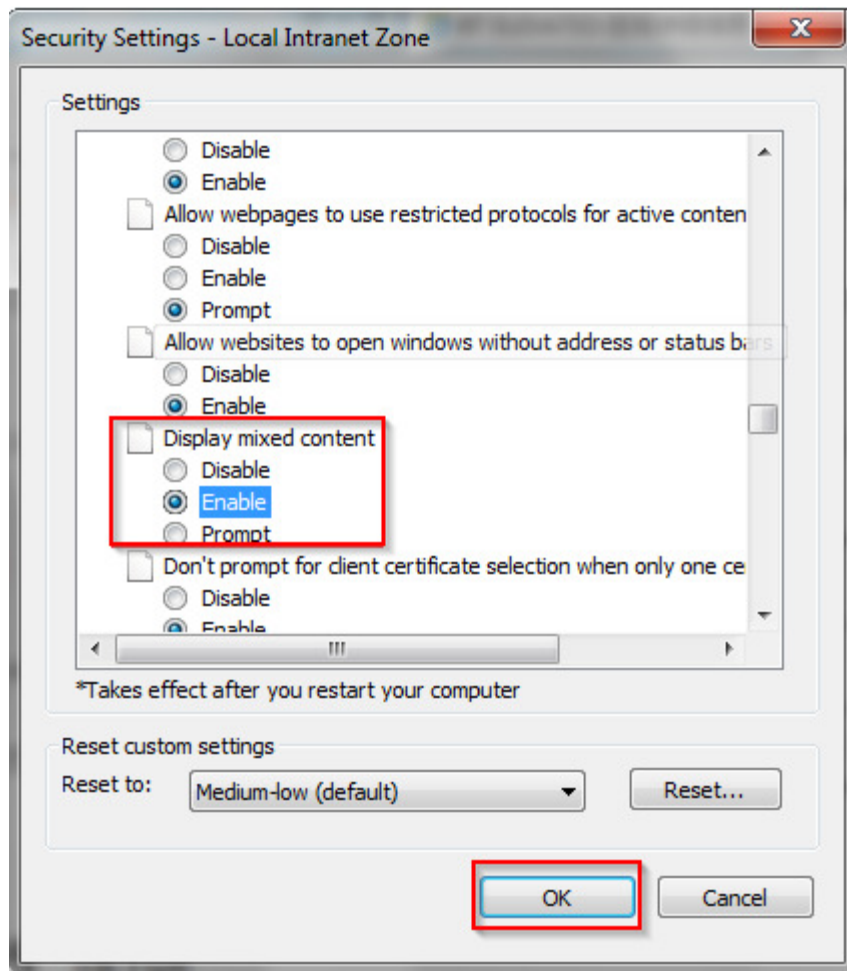 Security Settings - Local Intranet Zone
Settings
Disable
Enable
Allow webpages to use restricted protocols for active conten
Disable
Enable
Prompt
Allow websites to open windows without address or status bars
Disable
Enable
Display mixed content
Disable
Enable
Prompt
Don't prompt for client certificate selection when only one ce
Disable
Enable
*Takes effect after you restart your computer
Reset custom settings
Reset to: Medium-low (default) Reset...
OK Cancel